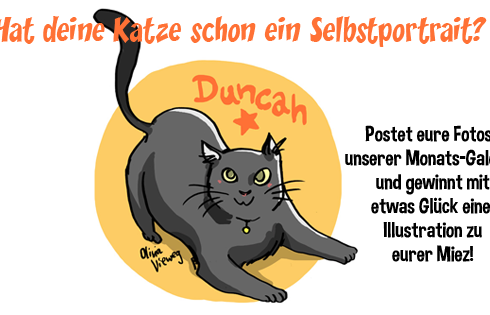 Hat deine Katze schon ein Selbstportrait?
Duncan
Postet eure Fotos
unserer Monats-Gale
und gewinnt mit
etwas Glück eine
Illustration zu
eurer Miez!
Olivia
Vieweg